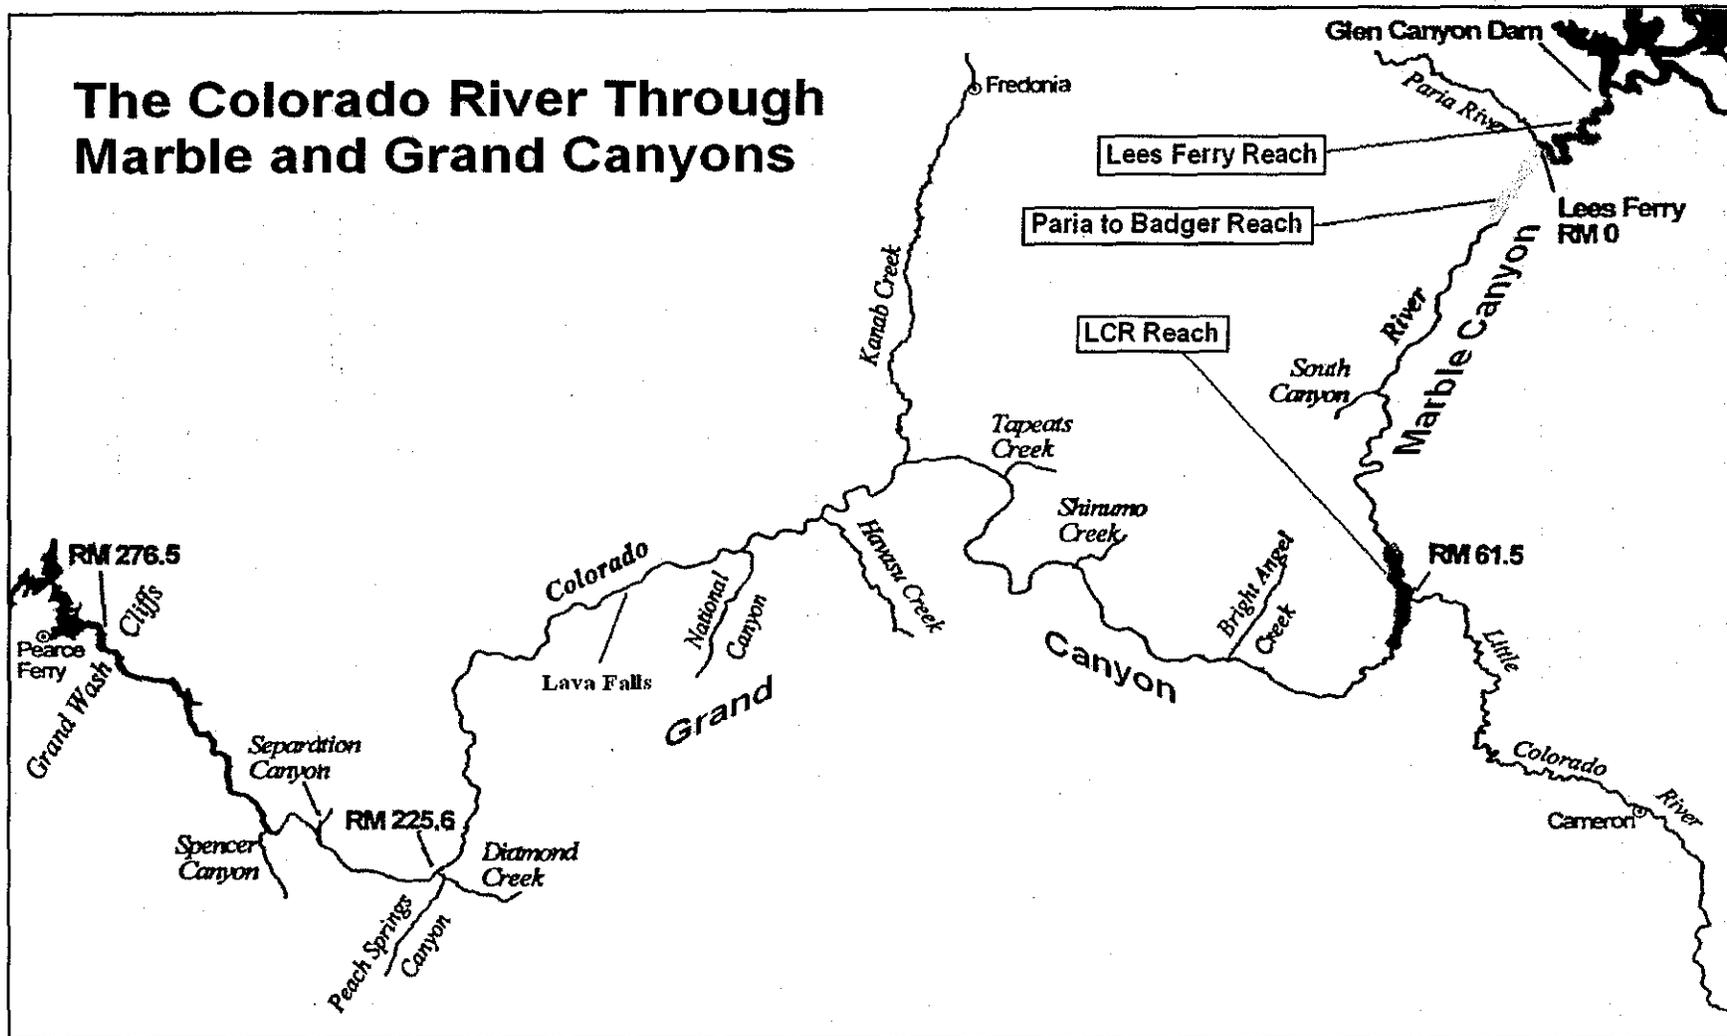 The Colorado River Through
Marble and Grand Canyons
Glen Canyon Dam
Fredonia
Paria River
Lees Ferry Reach
Paria to Badger Reach
Lees Ferry
RM 0
Kanab Creek
River
Marble Canyon
LCR Reach
South
Canyon
Tapeats
Creek
Shinumo
Creek
Havasu Creek
Bright Angel
Creek
RM 61.5
RM 276.5
Cliffs
Colorado
National
Canyon
Pearce
Ferry
Grand Wash
Lava Falls
Grand
Canyon
Little
Colorado
River
Cameron
Separation
Canyon
RM 225.6
Spencer
Canyon
Diamond
Creek
Peach Springs
Canyon